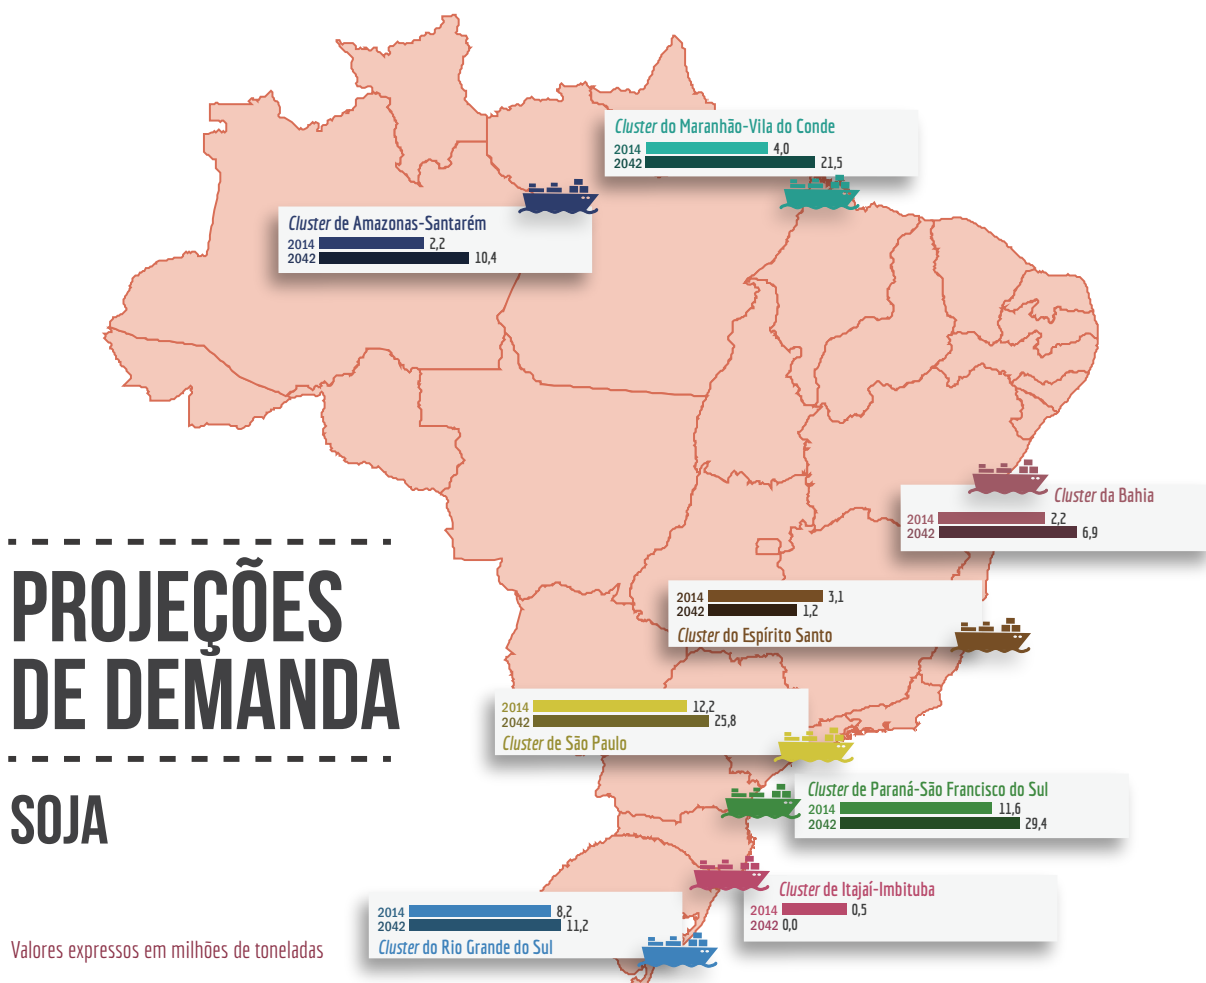 Cluster do Maranhão-Vila do Conde
2014 4,0
2042 21,5
Cluster de Amazonas-Santarém
2014 2,2
2042 10,4
Cluster da Bahia
2014 2,2
2042 6,9
PROJEÇÕES
DE DEMANDA
SOJA
2014 3,1
2042 1,2
Cluster do Espírito Santo
2014 12,2
2042 25,8
Cluster de São Paulo
Cluster de Paraná-São Francisco do Sul
2014 11,6
2042 29,4
Cluster de Itajaí-Imbituba
2014 0,5
2042 0,0
2014 8,2
2042 11,2
Cluster do Rio Grande do Sul
Valores expressos em milhões de toneladas